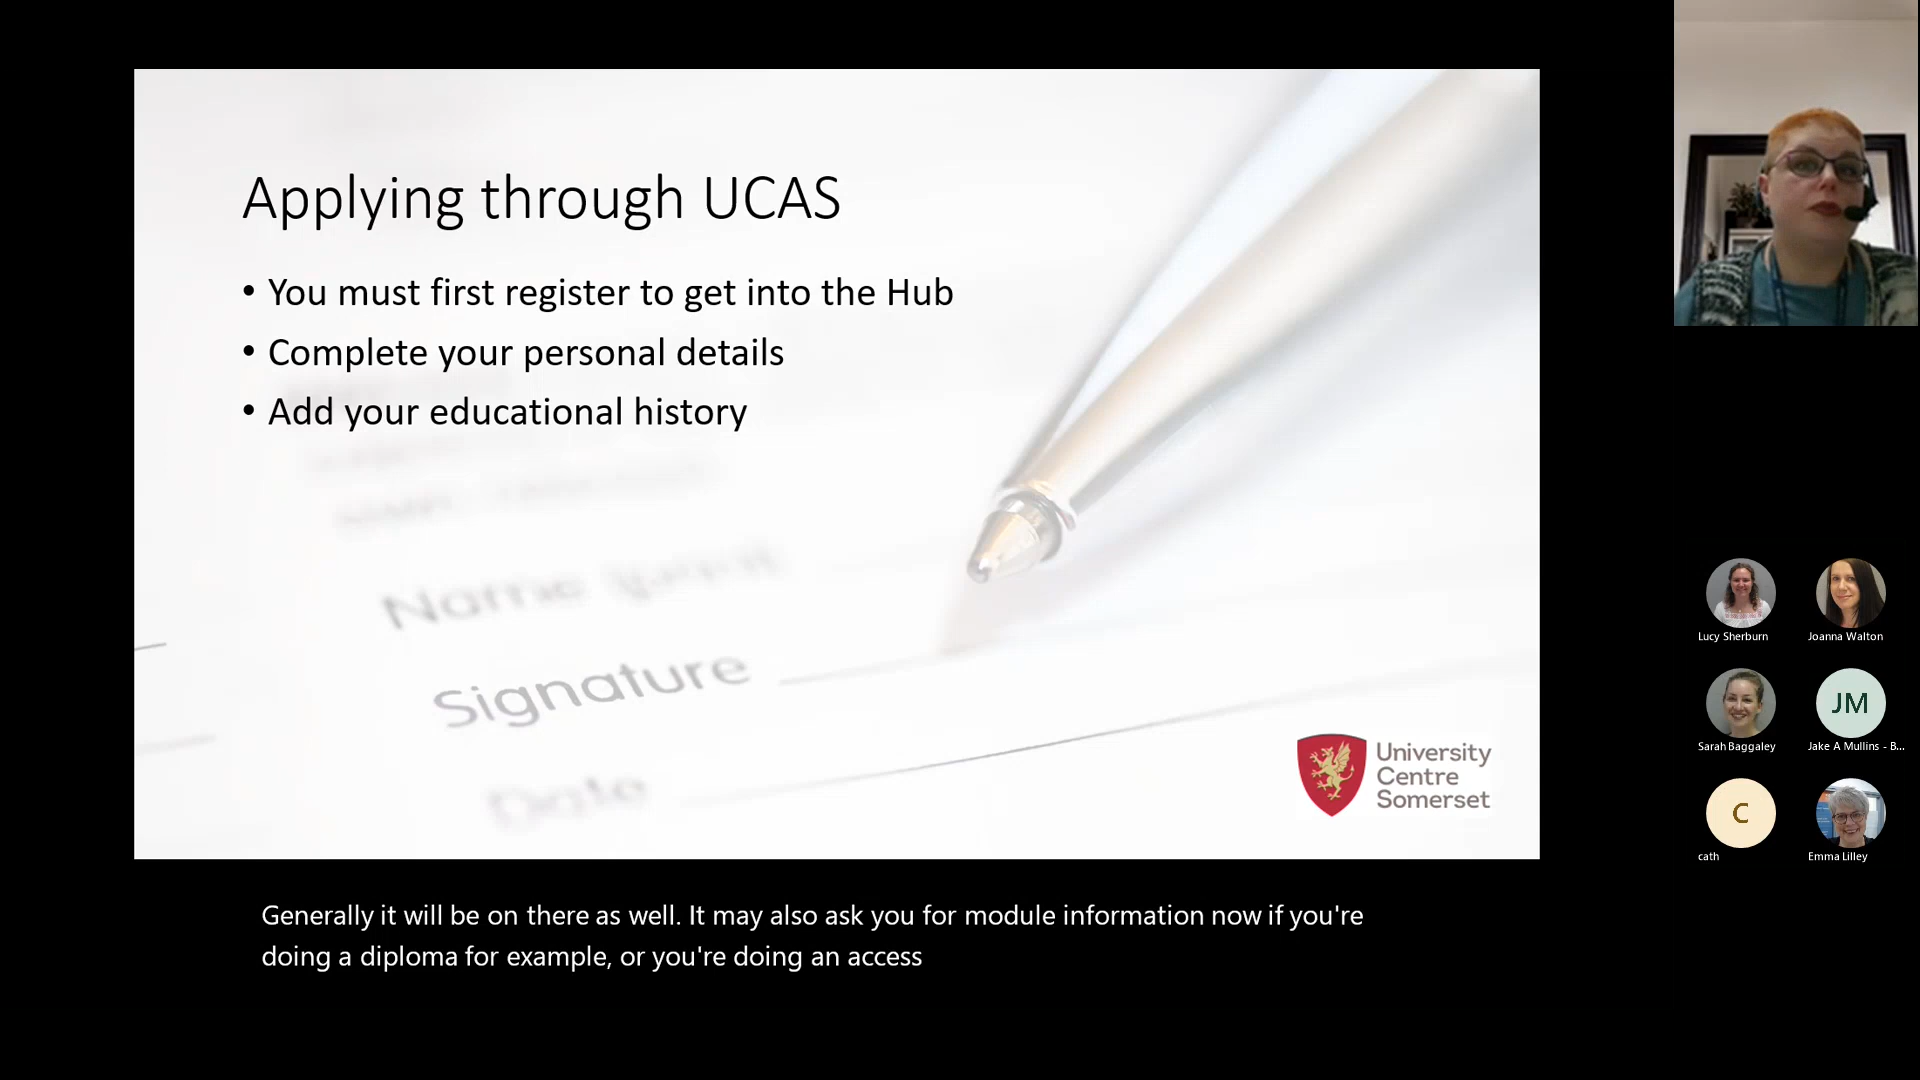 Applying through UCAS
• You must first register to get into the Hub
• Complete your personal details
• Add your educational history
Name (print)
Signature
Date
University
Centre
Somerset
Generally it will be on there as well. It may also ask you for module information now if you're
doing a diploma for example, or you're doing an access
Lucy Sherburn
Joanna Walton
Sarah Baggaley
JM
Jake A Mullins - B...
C
cath
Emma Lilley